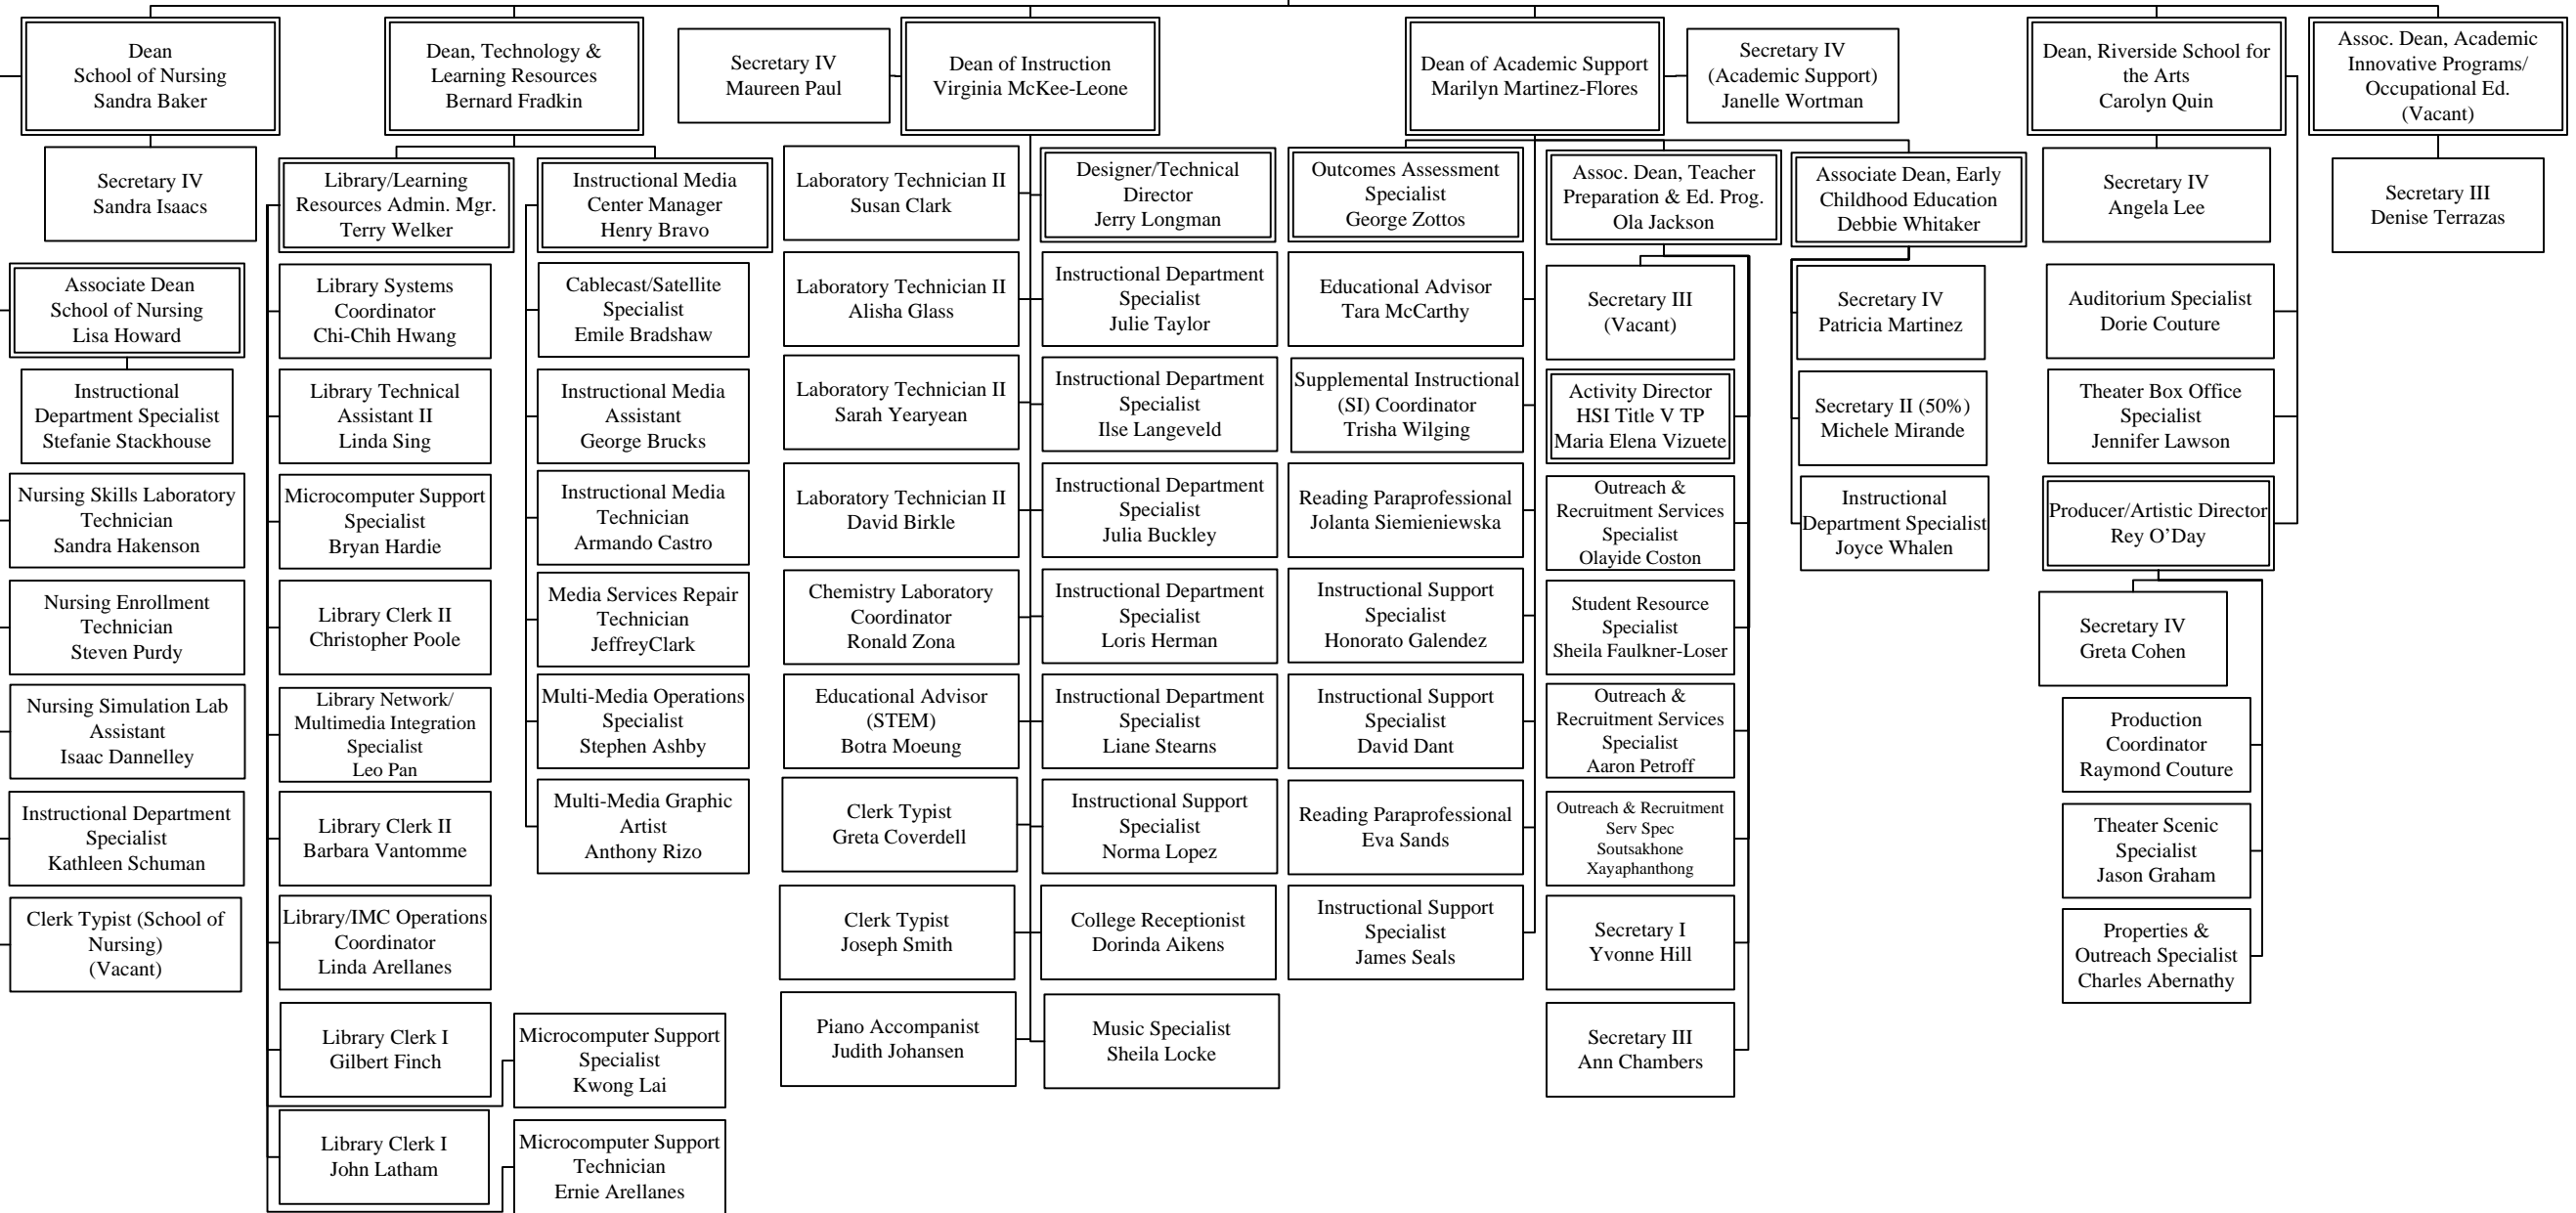 Dean
School of Nursing
Sandra Baker
Dean, Technology &
Learning Resources
Bernard Fradkin
Secretary IV
Maureen Paul
Dean of Instruction
Virginia McKee-Leone
Dean of Academic Support
Marilyn Martinez-Flores
Secretary IV
(Academic Support)
Janelle Wortman
Dean, Riverside School for
the Arts
Carolyn Quin
Assoc. Dean, Academic
Innovative Programs/
Occupational Ed.
(Vacant)
Secretary IV
Sandra Isaacs
Associate Dean
School of Nursing
Lisa Howard
Instructional
Department Specialist
Stefanie Stackhouse
Nursing Skills Laboratory
Technician
Sandra Hakenson
Nursing Enrollment
Technician
Steven Purdy
Nursing Simulation Lab
Assistant
Isaac Dannelley
Instructional Department
Specialist
Kathleen Schuman
Clerk Typist (School of
Nursing)
(Vacant)
Library/Learning
Resources Admin. Mgr.
Terry Welker
Library Systems
Coordinator
Chi-Chih Hwang
Library Technical
Assistant II
Linda Sing
Microcomputer Support
Specialist
Bryan Hardie
Library Clerk II
Christopher Poole
Library Network/
Multimedia Integration
Specialist
Leo Pan
Library Clerk II
Barbara Vantomme
Library/IMC Operations
Coordinator
Linda Arellanes
Library Clerk I
Gilbert Finch
Library Clerk I
John Latham
Microcomputer Support
Specialist
Kwong Lai
Microcomputer Support
Technician
Ernie Arellanes
Instructional Media
Center Manager
Henry Bravo
Cablecast/Satellite
Specialist
Emile Bradshaw
Instructional Media
Assistant
George Brucks
Instructional Media
Technician
Armando Castro
Media Services Repair
Technician
JeffreyClark
Multi-Media Operations
Specialist
Stephen Ashby
Multi-Media Graphic
Artist
Anthony Rizo
Laboratory Technician II
Susan Clark
Laboratory Technician II
Alisha Glass
Laboratory Technician II
Sarah Yearyean
Laboratory Technician II
David Birkle
Chemistry Laboratory
Coordinator
Ronald Zona
Educational Advisor
(STEM)
Botra Moeung
Clerk Typist
Greta Coverdell
Clerk Typist
Joseph Smith
Piano Accompanist
Judith Johansen
Designer/Technical
Director
Jerry Longman
Instructional Department
Specialist
Julie Taylor
Instructional Department
Specialist
Ilse Langeveld
Instructional Department
Specialist
Julia Buckley
Instructional Department
Specialist
Loris Herman
Instructional Department
Specialist
Liane Stearns
Instructional Support
Specialist
Norma Lopez
College Receptionist
Dorinda Aikens
Music Specialist
Sheila Locke
Outcomes Assessment
Specialist
George Zottos
Educational Advisor
Tara McCarthy
Supplemental Instructional
(SI) Coordinator
Trisha Wilging
Reading Paraprofessional
Jolanta Siemieniewska
Instructional Support
Specialist
Honorato Galendez
Instructional Support
Specialist
David Dant
Reading Paraprofessional
Eva Sands
Instructional Support
Specialist
James Seals
Assoc. Dean, Teacher
Preparation & Ed. Prog.
Ola Jackson
Secretary III
(Vacant)
Activity Director
HSI Title V TP
Maria Elena Vizuete
Outreach &
Recruitment Services
Specialist
Olayide Coston
Student Resource
Specialist
Sheila Faulkner-Loser
Outreach &
Recruitment Services
Specialist
Aaron Petroff
Outreach & Recruitment
Serv Spec
Soutsakhone
Xayaphanthong
Secretary I
Yvonne Hill
Secretary III
Ann Chambers
Associate Dean, Early
Childhood Education
Debbie Whitaker
Secretary IV
Patricia Martinez
Secretary II (50%)
Michele Mirande
Instructional
Department Specialist
Joyce Whalen
Secretary IV
Angela Lee
Auditorium Specialist
Dorie Couture
Theater Box Office
Specialist
Jennifer Lawson
Producer/Artistic Director
Rey O’Day
Secretary IV
Greta Cohen
Production
Coordinator
Raymond Couture
Theater Scenic
Specialist
Jason Graham
Properties &
Outreach Specialist
Charles Abernathy
Secretary III
Denise Terrazas